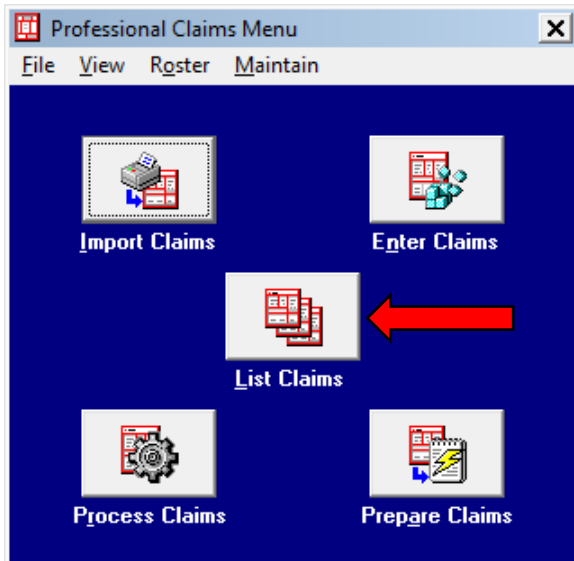 Professional Claims Menu
File View Roster Maintain
Import Claims
Enter Claims
List Claims
Process Claims
Prepare Claims